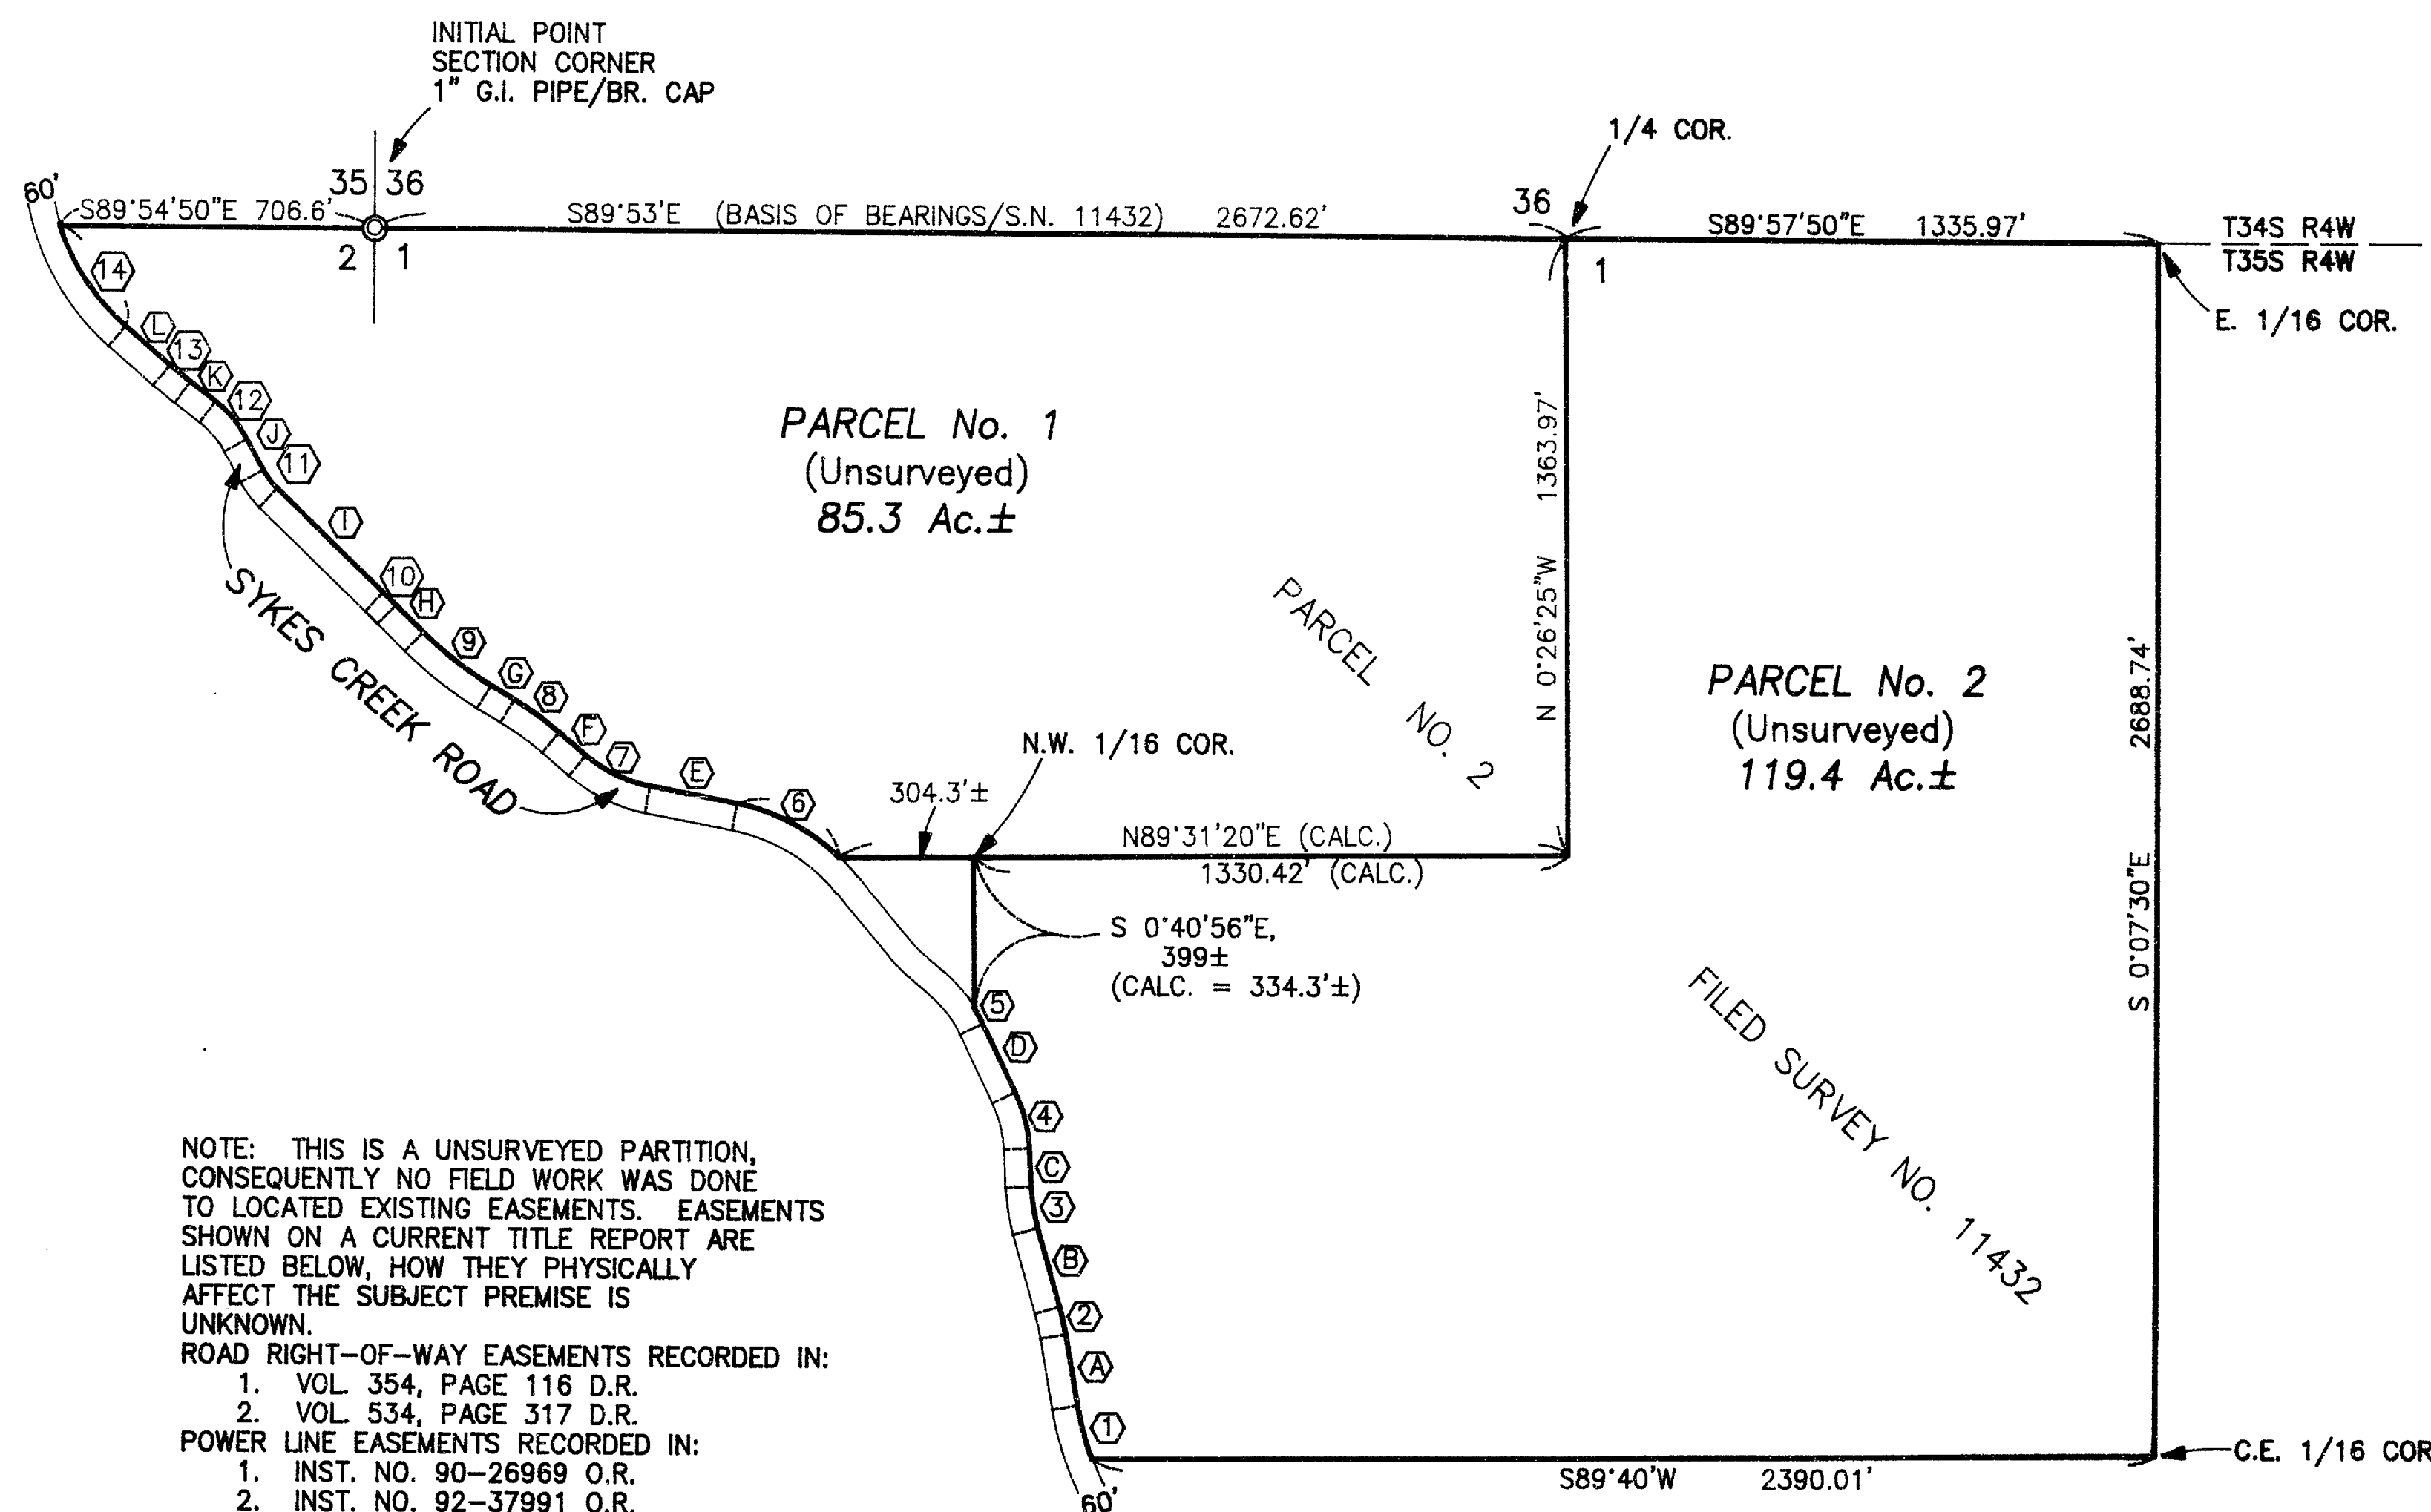 INITIAL POINT
SECTION CORNER
1" G.I. PIPE/BR. CAP
1/4 COR.
60'
35 36
S89°54'50"E 706.6'
S89°53'E (BASIS OF BEARINGS/S.N. 11432) 2672.62'
36
S89°57'50"E 1335.97'
T34S R4W
T35S R4W
2 1
1
E. 1/16 COR.
14
L
13
K
12
J
11
I
10
H
9
G
8
F
7
E
6
PARCEL No. 1
(Unsurveyed)
85.3 Ac.±
N 0°26'25"W 1363.97'
SYKES CREEK ROAD
PARCEL NO. 2
PARCEL No. 2
(Unsurveyed)
119.4 Ac.±
S 0°07'30"E 2688.74'
N.W. 1/16 COR.
304.3'±
N89°31'20"E (CALC.)
1330.42' (CALC.)
S 0°40'56"E,
399±
(CALC. = 334.3'±)
5
D
4
C
3
B
2
A
1
FILED SURVEY NO. 11432
NOTE: THIS IS A UNSURVEYED PARTITION,
CONSEQUENTLY NO FIELD WORK WAS DONE
TO LOCATED EXISTING EASEMENTS. EASEMENTS
SHOWN ON A CURRENT TITLE REPORT ARE
LISTED BELOW, HOW THEY PHYSICALLY
AFFECT THE SUBJECT PREMISE IS
UNKNOWN.
ROAD RIGHT-OF-WAY EASEMENTS RECORDED IN:
1. VOL. 354, PAGE 116 D.R.
2. VOL. 534, PAGE 317 D.R.
POWER LINE EASEMENTS RECORDED IN:
1. INST. NO. 90-26969 O.R.
2. INST. NO. 92-37991 O.R.
C.E. 1/16 COR
S89°40'W 2390.01'
60'